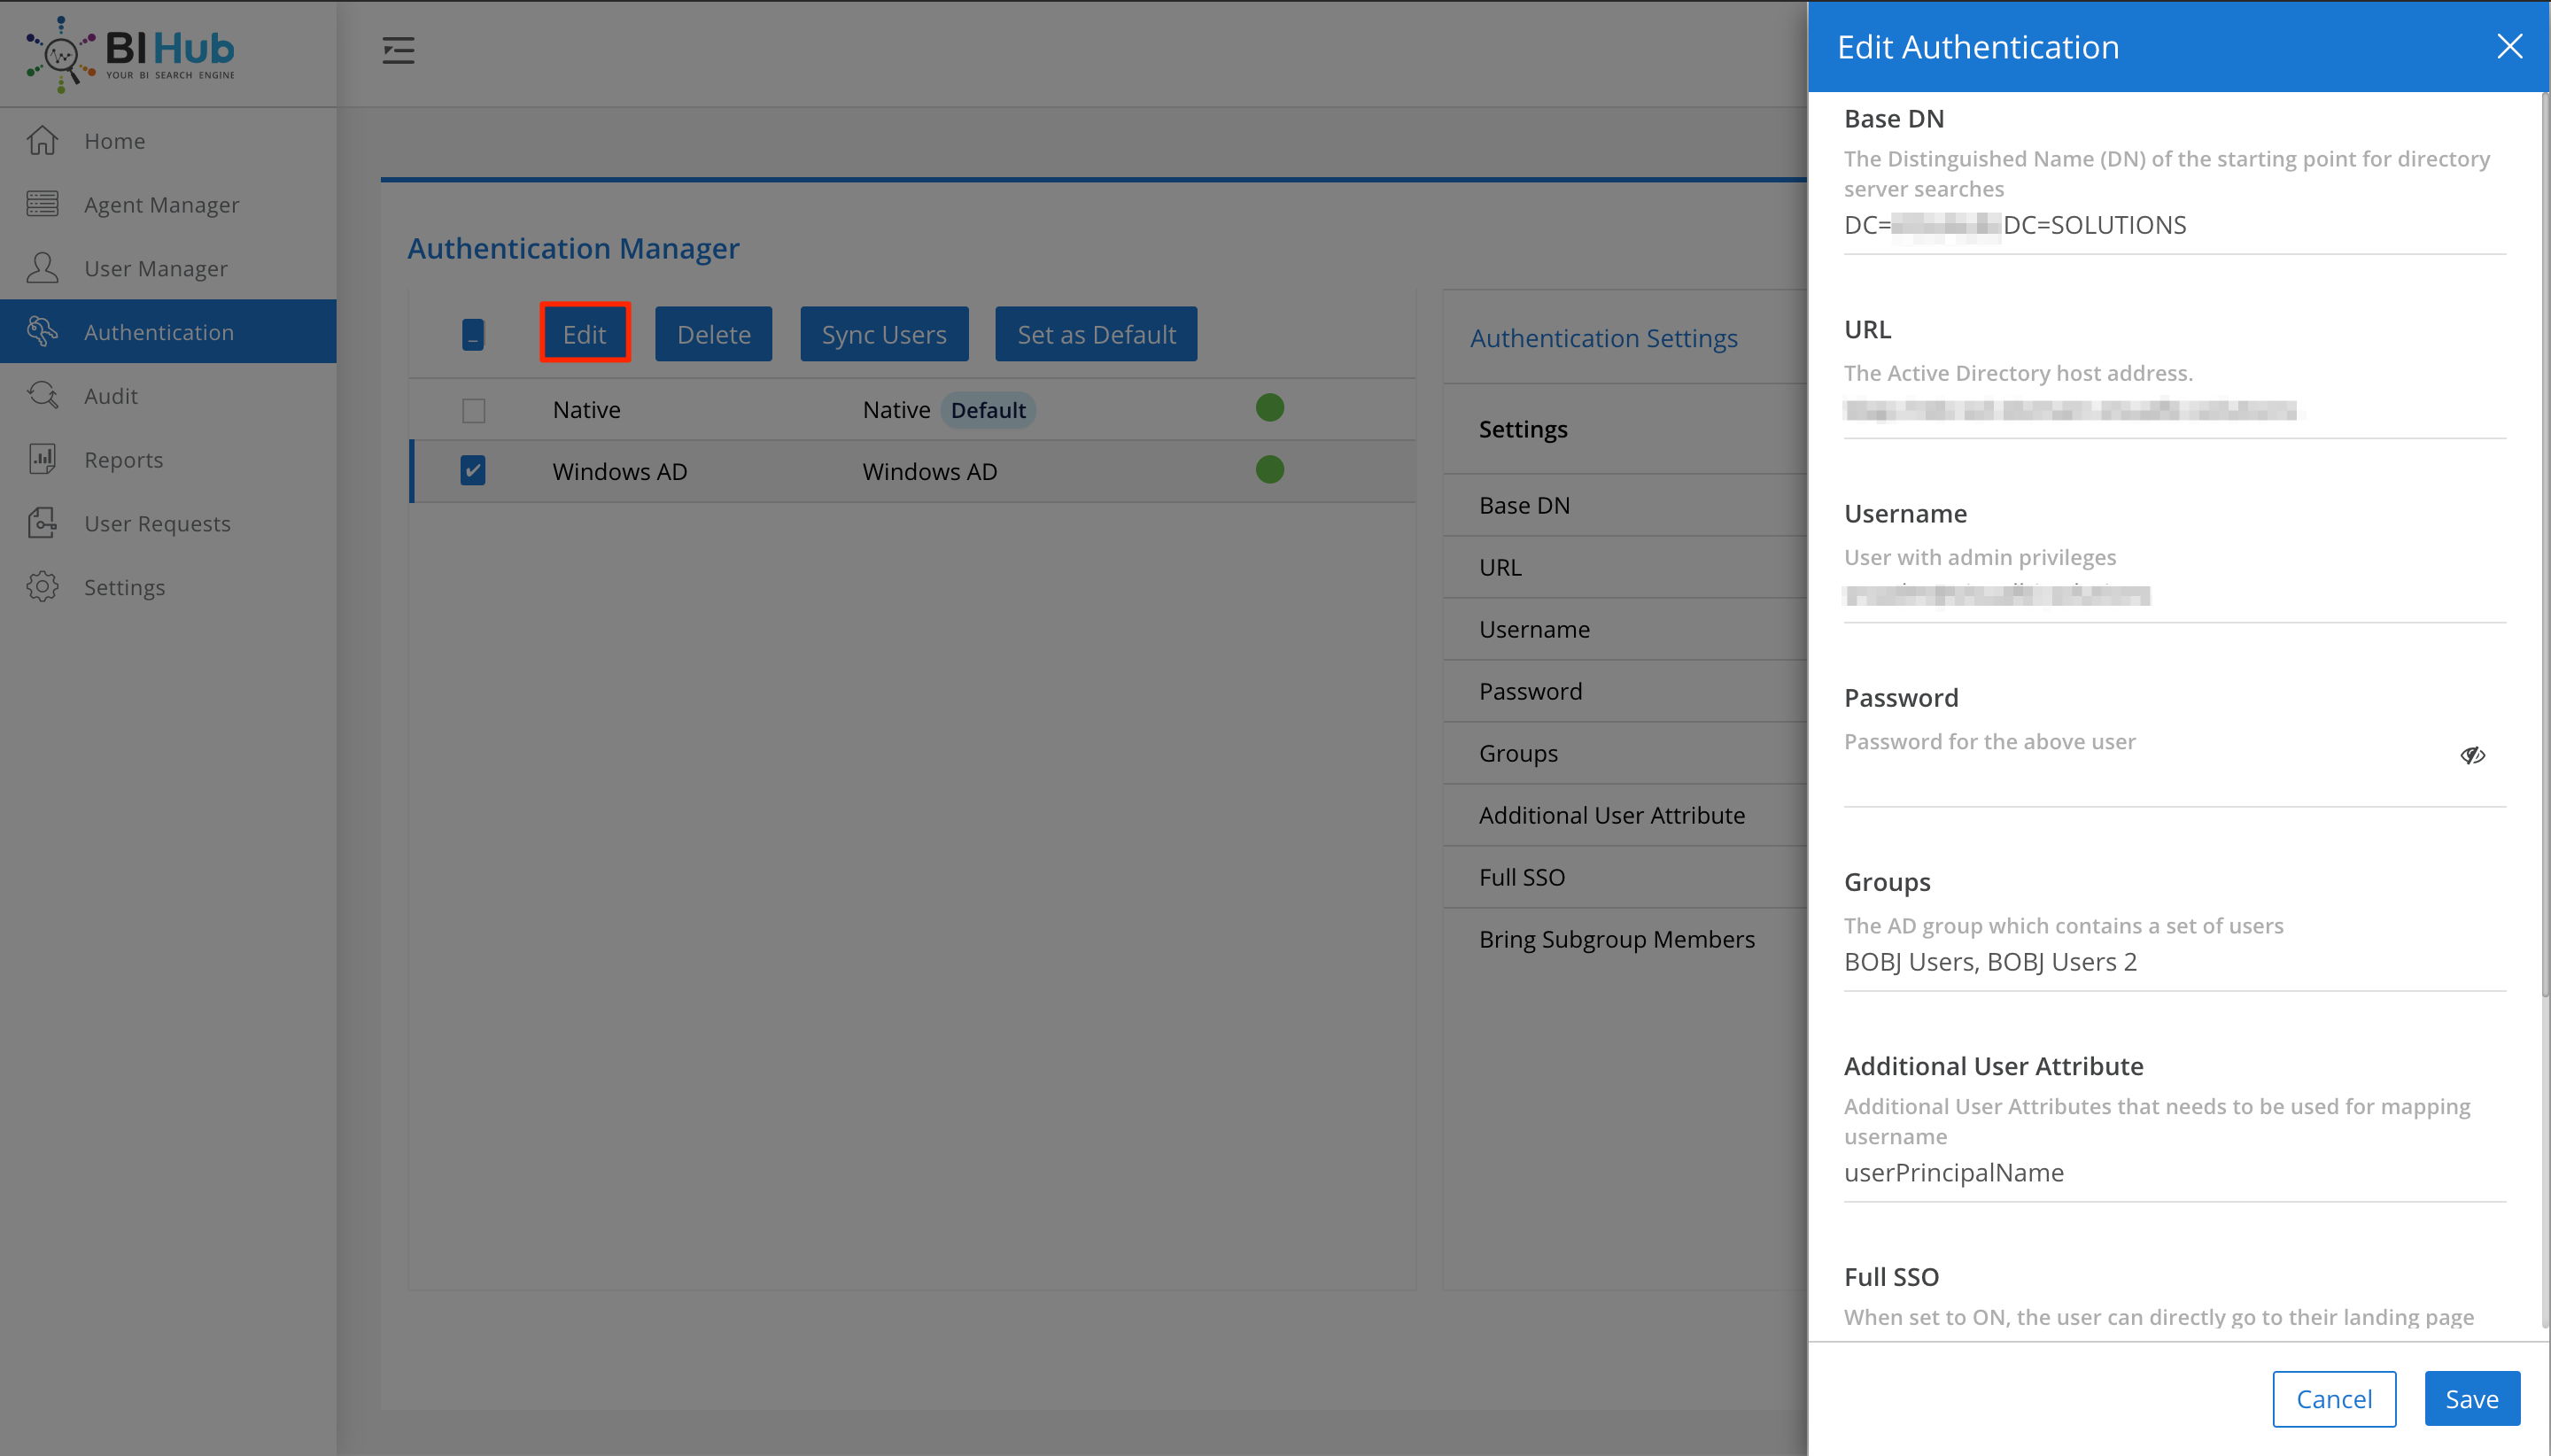 BI Hub
YOUR BI SEARCH ENGINE
Home
Agent Manager
User Manager
Authentication
Audit
Reports
User Requests
Settings
Authentication Manager
Edit
Delete
Sync Users
Set as Default
Native
Native
Default
Windows AD
Windows AD
Authentication Settings
Settings
Base DN
URL
Username
Password
Groups
Additional User Attribute
Full SSO
Bring Subgroup Members
Edit Authentication
Base DN
The Distinguished Name (DN) of the starting point for directory
server searches
DC= DC=SOLUTIONS
URL
The Active Directory host address.
Username
User with admin privileges
Password
Password for the above user
Groups
The AD group which contains a set of users
BOBJ Users, BOBJ Users 2
Additional User Attribute
Additional User Attributes that needs to be used for mapping
username
userPrincipalName
Full SSO
When set to ON, the user can directly go to their landing page
Cancel
Save